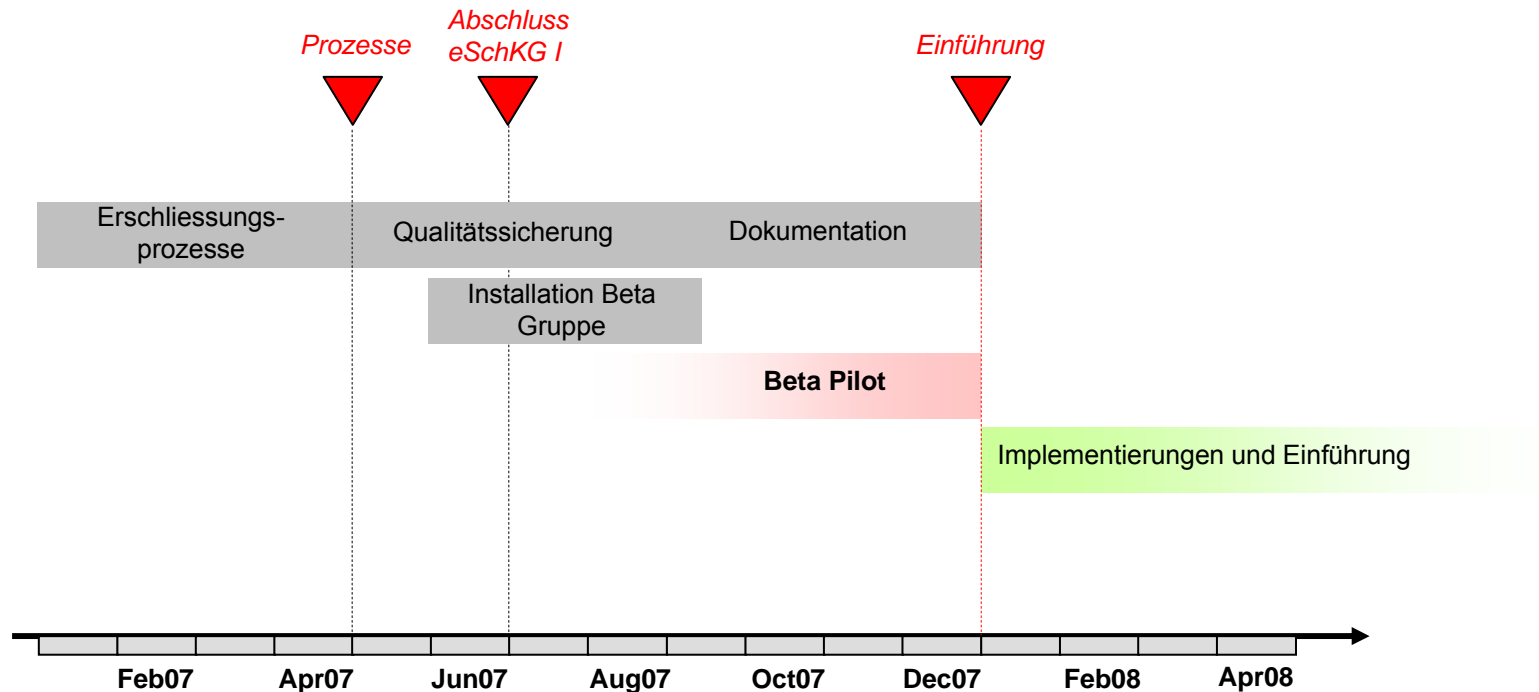 Prozesse
Abschluss
eSchKG I
Einführung
Erschliessungs-
prozesse
Qualitätssicherung
Dokumentation
Installation Beta
Gruppe
Beta Pilot
Implementierungen und Einführung
Feb07
Apr07
Jun07
Aug07
Oct07
Dec07
Feb08
Apr08